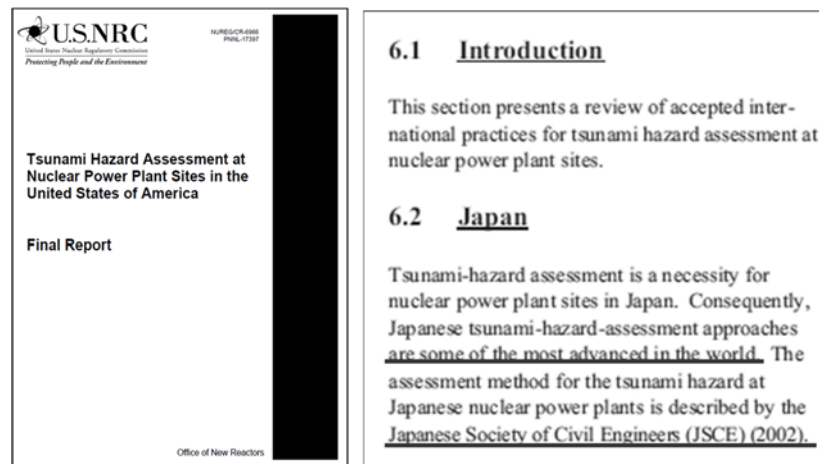 U.S.NRC
United States Nuclear Regulatory Commission
Protecting People and the Environment
NUREG/CR-6966
PNNL-17397
Tsunami Hazard Assessment at
Nuclear Power Plant Sites in the
United States of America
Final Report
Office of New Reactors
6.1 Introduction
This section presents a review of accepted inter-
national practices for tsunami hazard assessment at
nuclear power plant sites.
6.2 Japan
Tsunami-hazard assessment is a necessity for
nuclear power plant sites in Japan. Consequently,
Japanese tsunami-hazard-assessment approaches
are some of the most advanced in the world. The
assessment method for the tsunami hazard at
Japanese nuclear power plants is described by the
Japanese Society of Civil Engineers (JSCE) (2002).